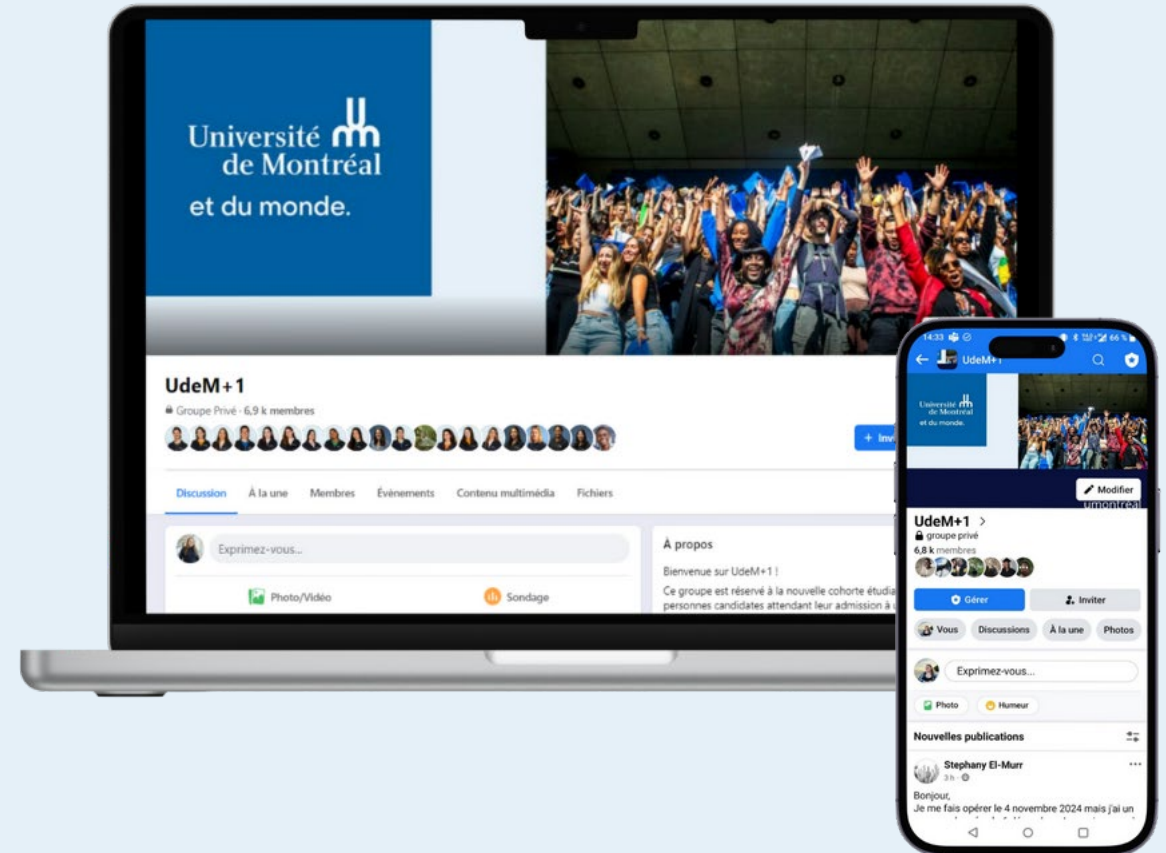 Université
de Montréal
et du monde.
UdeM+1
Groupe Privé · 6,9 k membres
Discussion À la une Membres Évènements Contenu multimédia Fichiers
Exprimez-vous...
Photo/Vidéo Sondage
À propos
Bienvenue sur UdeM+1 !
Ce groupe est réservé à la nouvelle cohorte
personnes candidates attendant leur admission à
14:33 66 %
UdeM+1
Université
de Montréal
et du monde.
Modifier
umontréal
UdeM+1 >
groupe privé
6,8 k membres
Gérer Inviter
Vous Discussions À la une Photos
Exprimez-vous...
Photo Humeur
Nouvelles publications
Stephany El-Murr
3 h ·
Bonjour,
Je me fais opérer le 4 novembre 2024 mais j'ai un